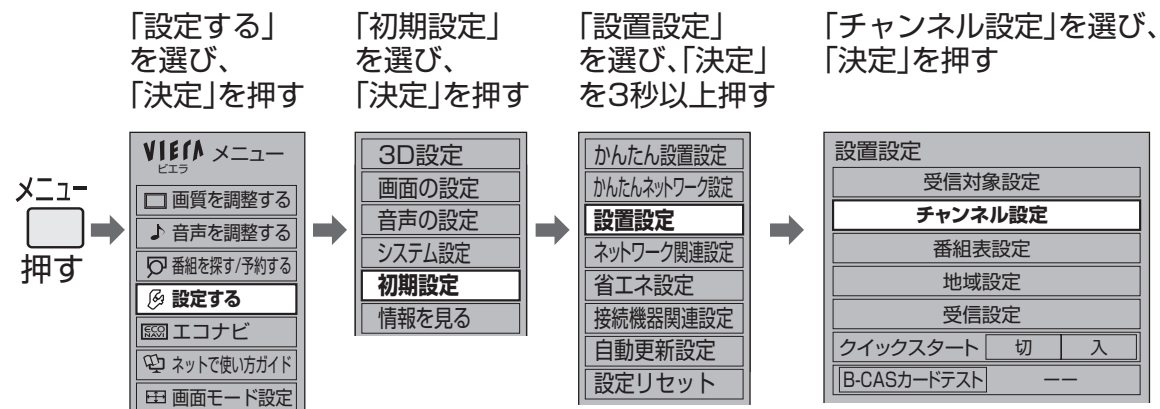 「設定する」
を選び、
「決定」を押す
「初期設定」
を選び、
「決定」を押す
「設置設定」
を選び、「決定」
を3秒以上押す
「チャンネル設定」を選び、
「決定」を押す
メニュー
押す
VIERA メニュー
ビエラ
画質を調整する
音声を調整する
番組を探す/予約する
設定する
ECO NAVI エコナビ
ネットで使い方ガイド
画面モード設定
3D設定
画面の設定
音声の設定
システム設定
初期設定
情報を見る
かんたん設置設定
かんたんネットワーク設定
設置設定
ネットワーク関連設定
省エネ設定
接続機器関連設定
自動更新設定
設定リセット
設置設定
受信対象設定
チャンネル設定
番組表設定
地域設定
受信設定
クイックスタート 切 入
B-CASカードテスト −−